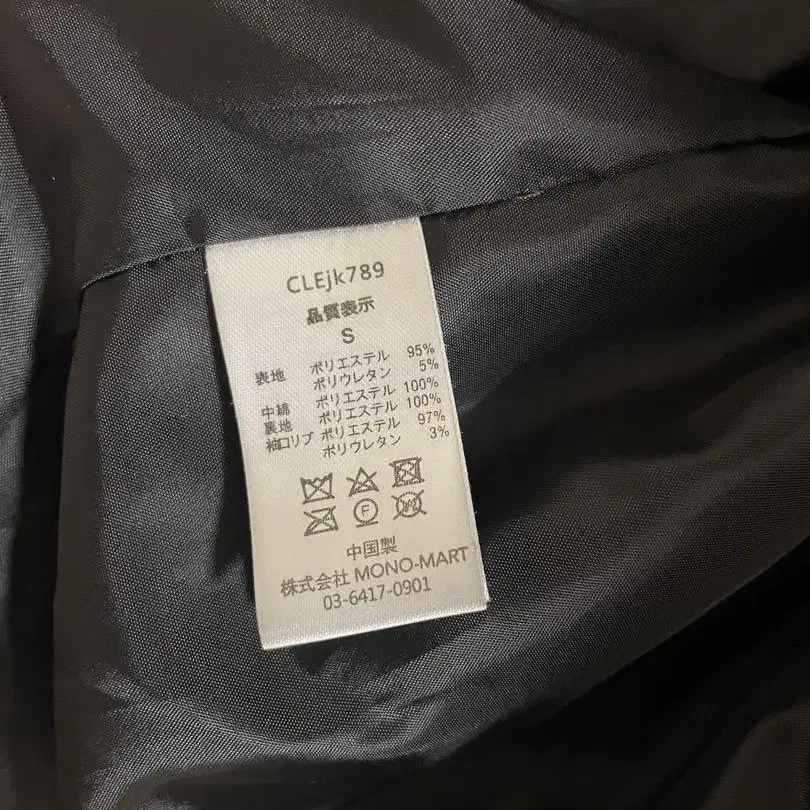 CLEjk789
品質表示
S
表地 ポリエステル 95%
ポリウレタン 5%
中綿 ポリエステル 100%
裏地 ポリエステル 100%
袖口リブ ポリエステル 97%
ポリウレタン 3%
F
W
中国製
株式会社 MONO-MART
03-6417-0901